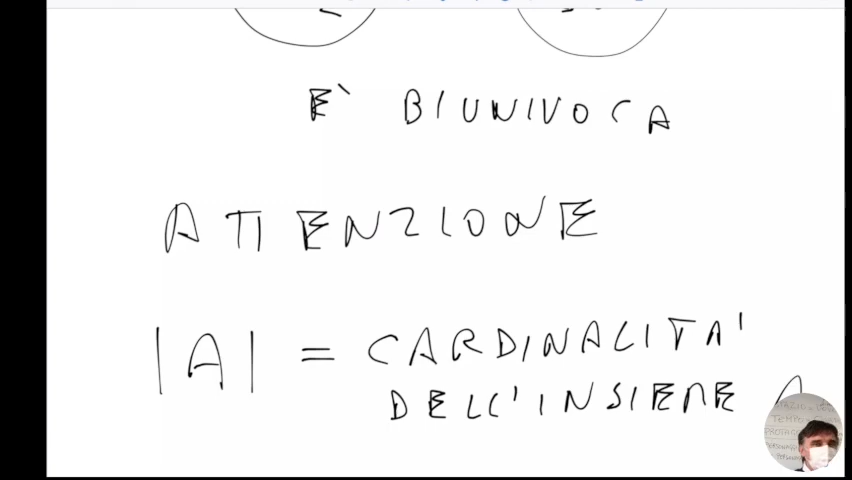 È BIUNIVOCA
ATTENZIONE
|A| = CARDINALITA'
DELL'INSIEME A